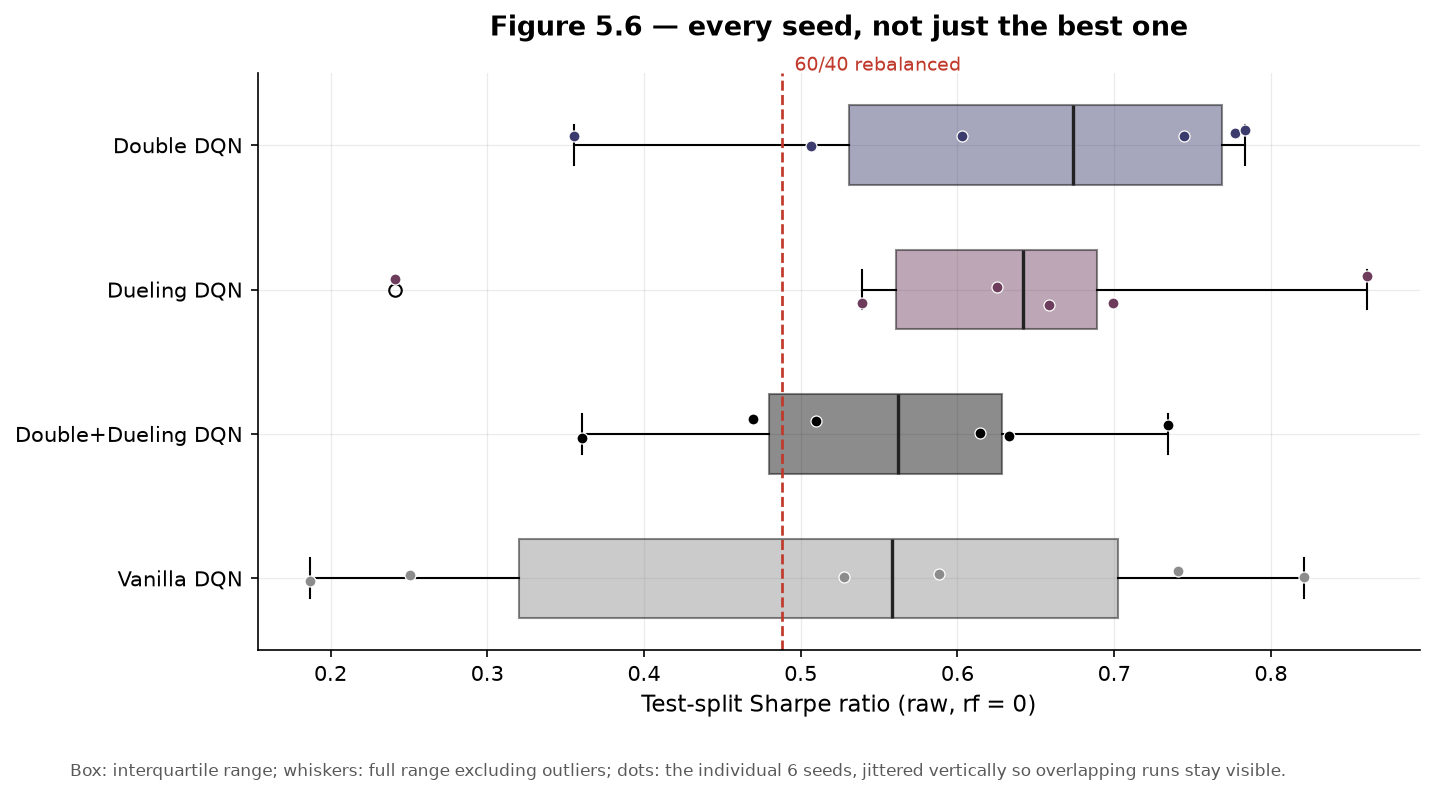 Figure 5.6 — every seed, not just the best one
60/40 rebalanced
Double DQN
Dueling DQN
Double+Dueling DQN
Vanilla DQN
0.2 0.3 0.4 0.5 0.6 0.7 0.8
Test-split Sharpe ratio (raw, rf = 0)
Box: interquartile range; whiskers: full range excluding outliers; dots: the individual 6 seeds, jittered vertically so overlapping runs stay visible.